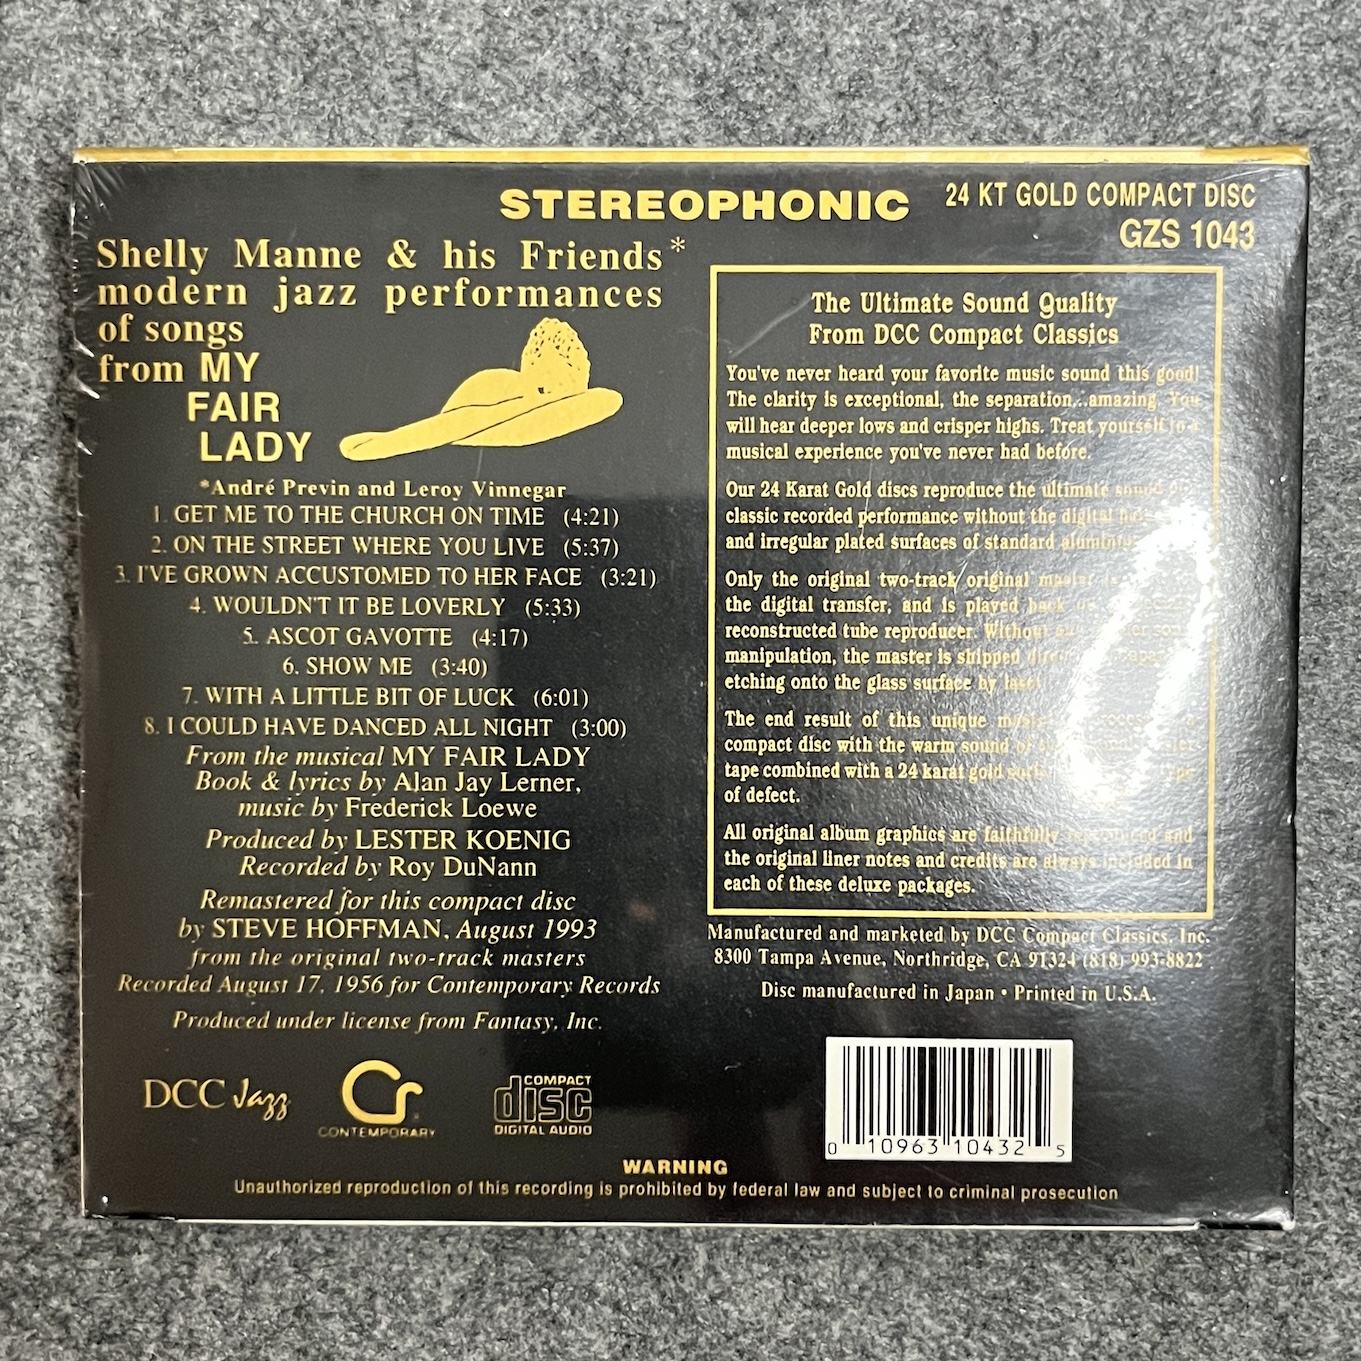 STEREOPHONIC
24 KT GOLD COMPACT DISC
GZS 1043
Shelly Manne & his Friends*
modern jazz performances
of songs
from MY
FAIR
LADY
*André Previn and Leroy Vinnegar
1. GET ME TO THE CHURCH ON TIME (4:21)
2. ON THE STREET WHERE YOU LIVE (5:37)
3. I'VE GROWN ACCUSTOMED TO HER FACE (3:21)
4. WOULDN'T IT BE LOVERLY (5:33)
5. ASCOT GAVOTTE (4:17)
6. SHOW ME (3:40)
7. WITH A LITTLE BIT OF LUCK (6:01)
8. I COULD HAVE DANCED ALL NIGHT (3:00)
From the musical MY FAIR LADY
Book & lyrics by Alan Jay Lerner,
music by Frederick Loewe
Produced by LESTER KOENIG
Recorded by Roy DuNann
Remastered for this compact disc
by STEVE HOFFMAN, August 1993
from the original two-track masters
Recorded August 17, 1956 for Contemporary Records
Produced under license from Fantasy, Inc.
DCC Jazz
CONTEMPORARY
COMPACT
disc
DIGITAL AUDIO
The Ultimate Sound Quality
From DCC Compact Classics
You've never heard your favorite music sound this good!
The clarity is exceptional, the separation...amazing. You
will hear deeper lows and crisper highs. Treat yourself to a
musical experience you've never had before.
Our 24 Karat Gold discs reproduce the ultimate sound
classic recorded performance without the digital
and irregular plated surfaces of standard aluminum
Only the original two-track original master
the digital transfer, and is played back
reconstructed tube reproducer. Without
manipulation, the master is shipped
etching onto the glass surface by laser
The end result of this unique
compact disc with the warm sound of
tape combined with a 24 karat gold
of defect.
All original album graphics are faithfully and
the original liner notes and credits are always included in
each of these deluxe packages.
Manufactured and marketed by DCC Compact Classics, Inc.
8300 Tampa Avenue, Northridge, CA 91324 (818) 993-8822
Disc manufactured in Japan • Printed in U.S.A.
0 10963 10432 5
WARNING
Unauthorized reproduction of this recording is prohibited by federal law and subject to criminal prosecution